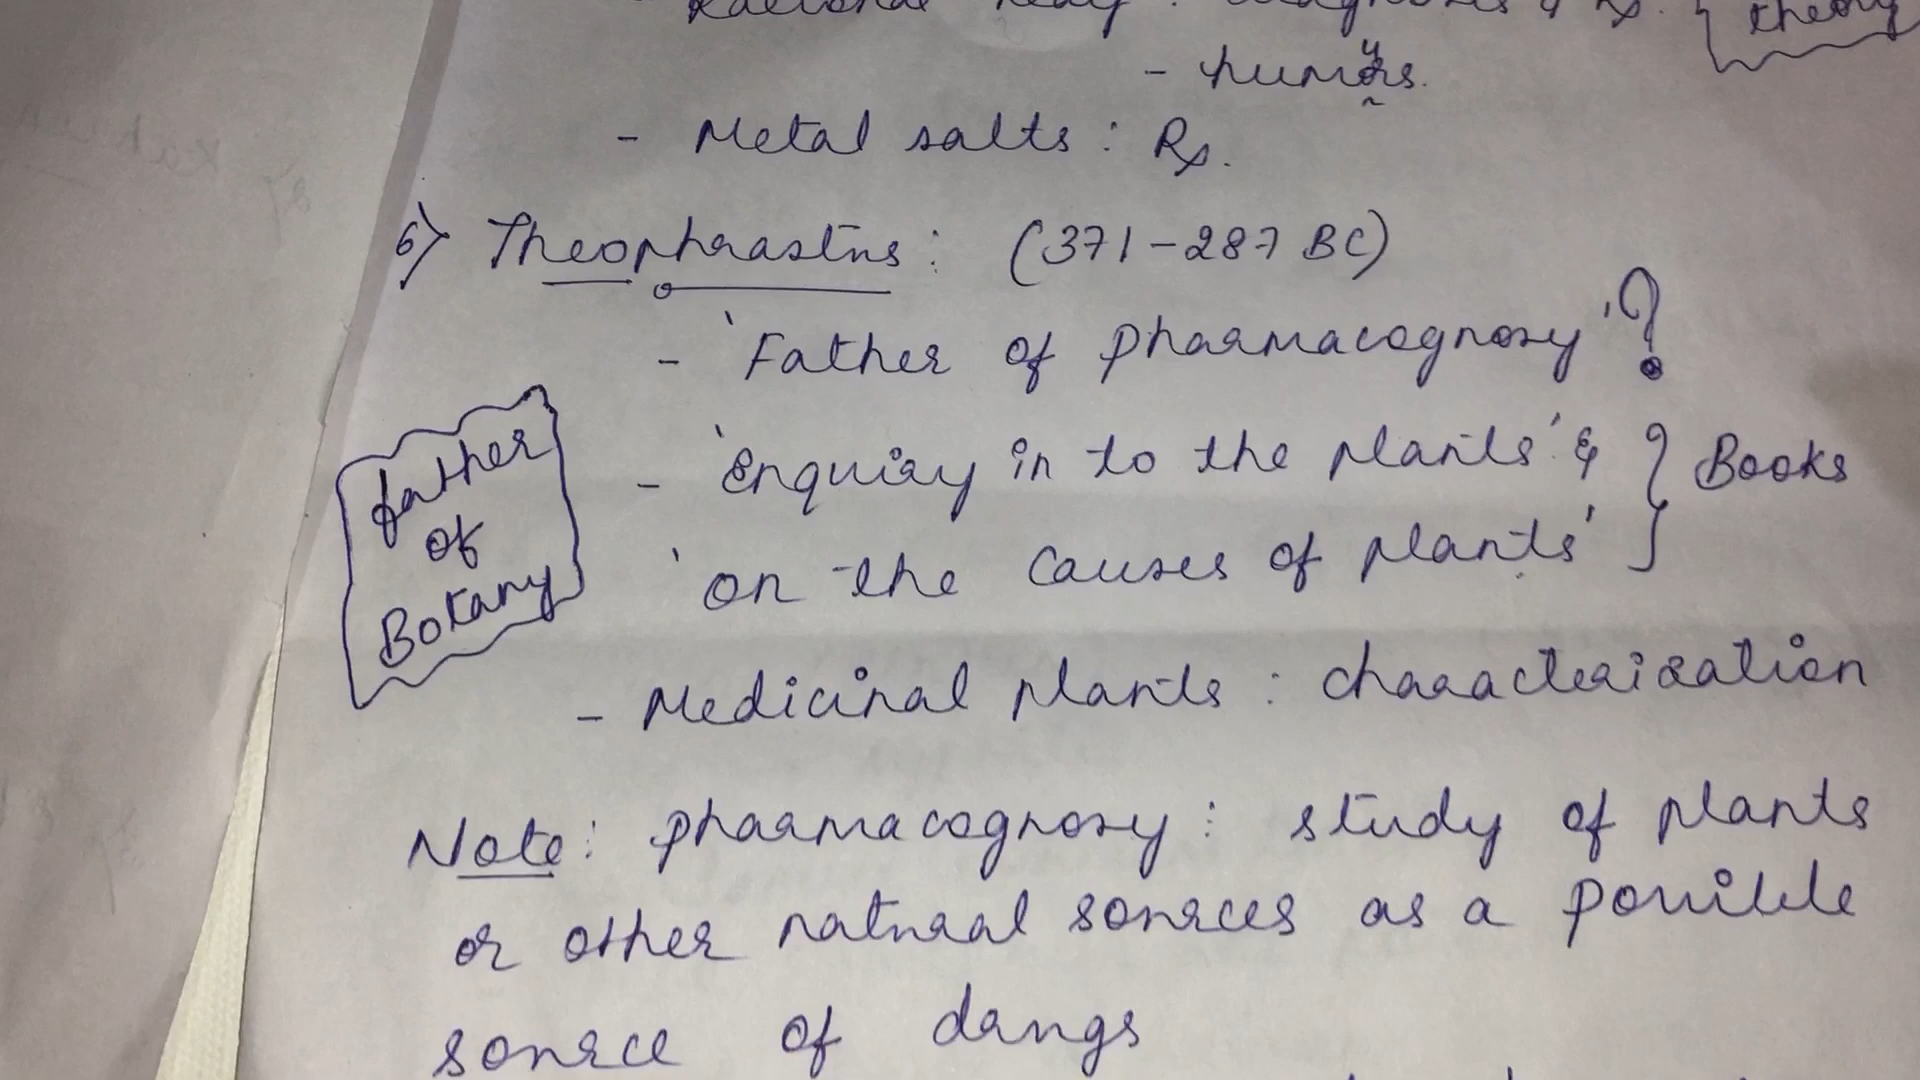 - humors. 4
theory
- Metal salts : Rx.
6) Theophrastus : (371-287 BC)
- 'Father of pharmacognosy' ?
- 'Enquiry in to the plants' &
'on the causes of plants' } Books
father
of
Botany
- Medicinal plants : characterization
Note : pharmacognosy : study of plants
or other natural sources as a possible
source of drugs